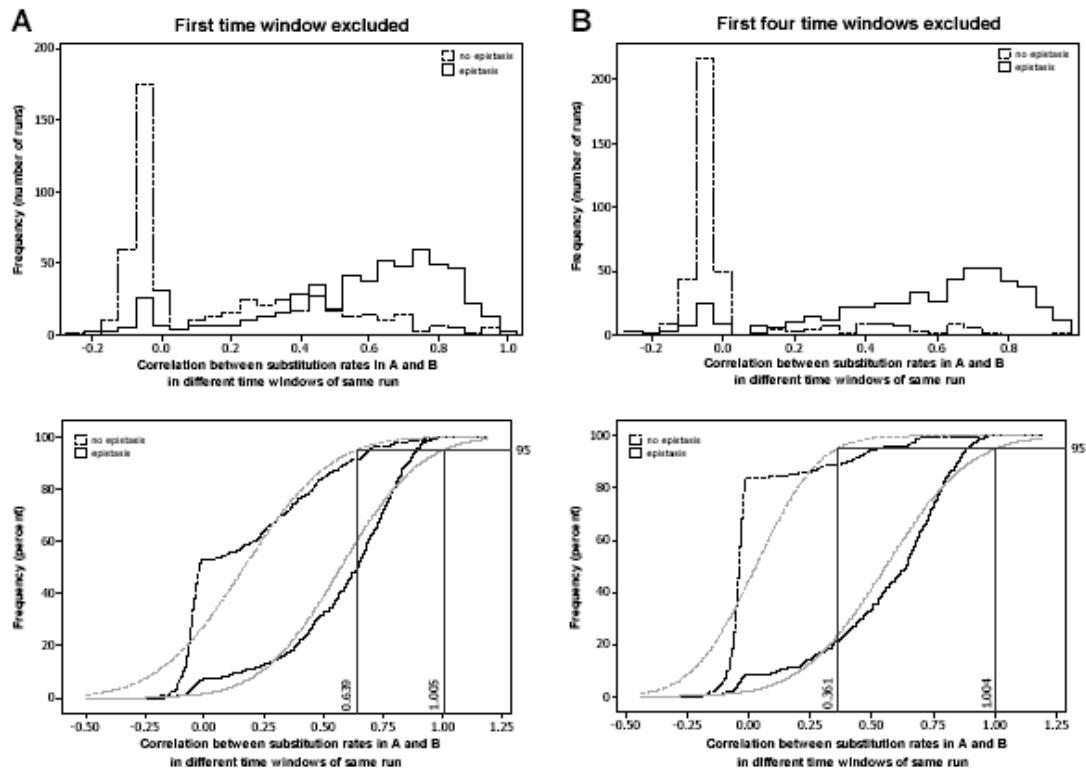 A
First time window excluded
200
150
100
50
0
Frequency (number of runs)
no epistasis
epistasis
-0.2
0.0
0.2
0.4
0.6
0.8
1.0
Correlation between substitution rates in A and B
in different time windows of same run
B
First four time windows excluded
200
150
100
50
0
Frequency (number of runs)
no epistasis
epistasis
-0.2
0.0
0.2
0.4
0.6
0.8
Correlation between substitution rates in A and B
in different time windows of same run
100
80
60
40
20
0
Frequency (percent)
no epistasis
epistasis
95
0.639
1.005
-0.50
-0.25
0.00
0.25
0.50
0.75
1.00
1.25
Correlation between substitution rates in A and B
in different time windows of same run
100
80
60
40
20
0
Frequency (percent)
no epistasis
epistasis
95
0.361
1.004
-0.50
-0.25
0.00
0.25
0.50
0.75
1.00
1.25
Correlation between substitution rates in A and B
in different time windows of same run